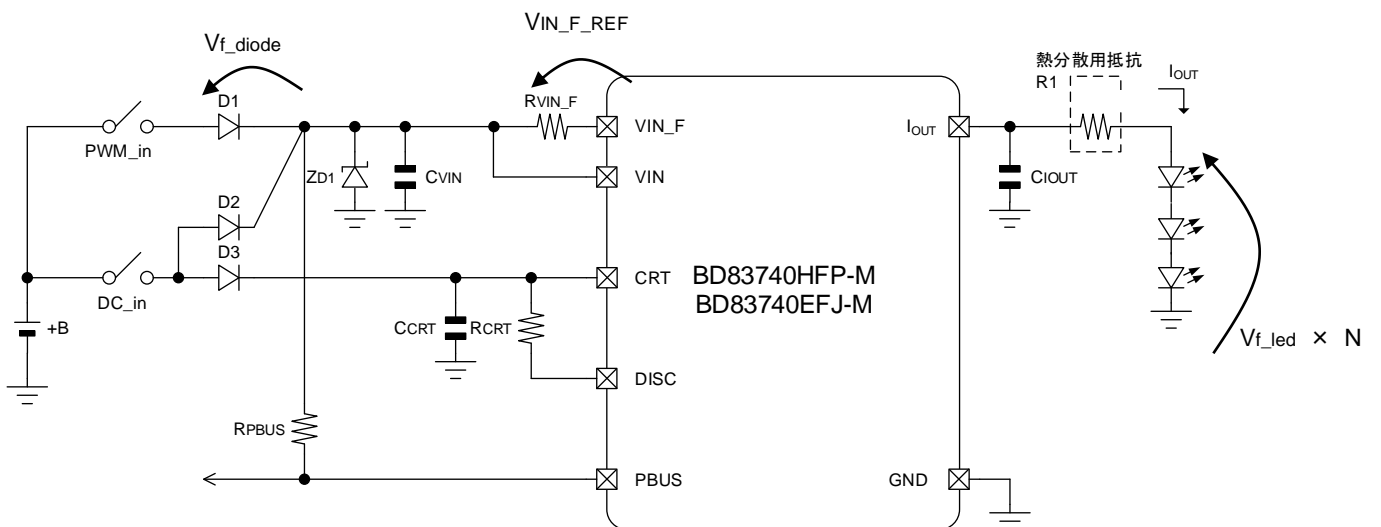 VIN_F_REF
Vf_diode
熱分散用抵抗
R1
IOUT
D1
RVIN_F
VIN_F
IOUT
PWM_in
ZD1
CVIN
VIN
CIOUT
D2
D3
DC_in
CRT
BD83740HFP-M
BD83740EFJ-M
+B
CCRT
RCRT
Vf_led × N
DISC
RPBUS
PBUS
GND